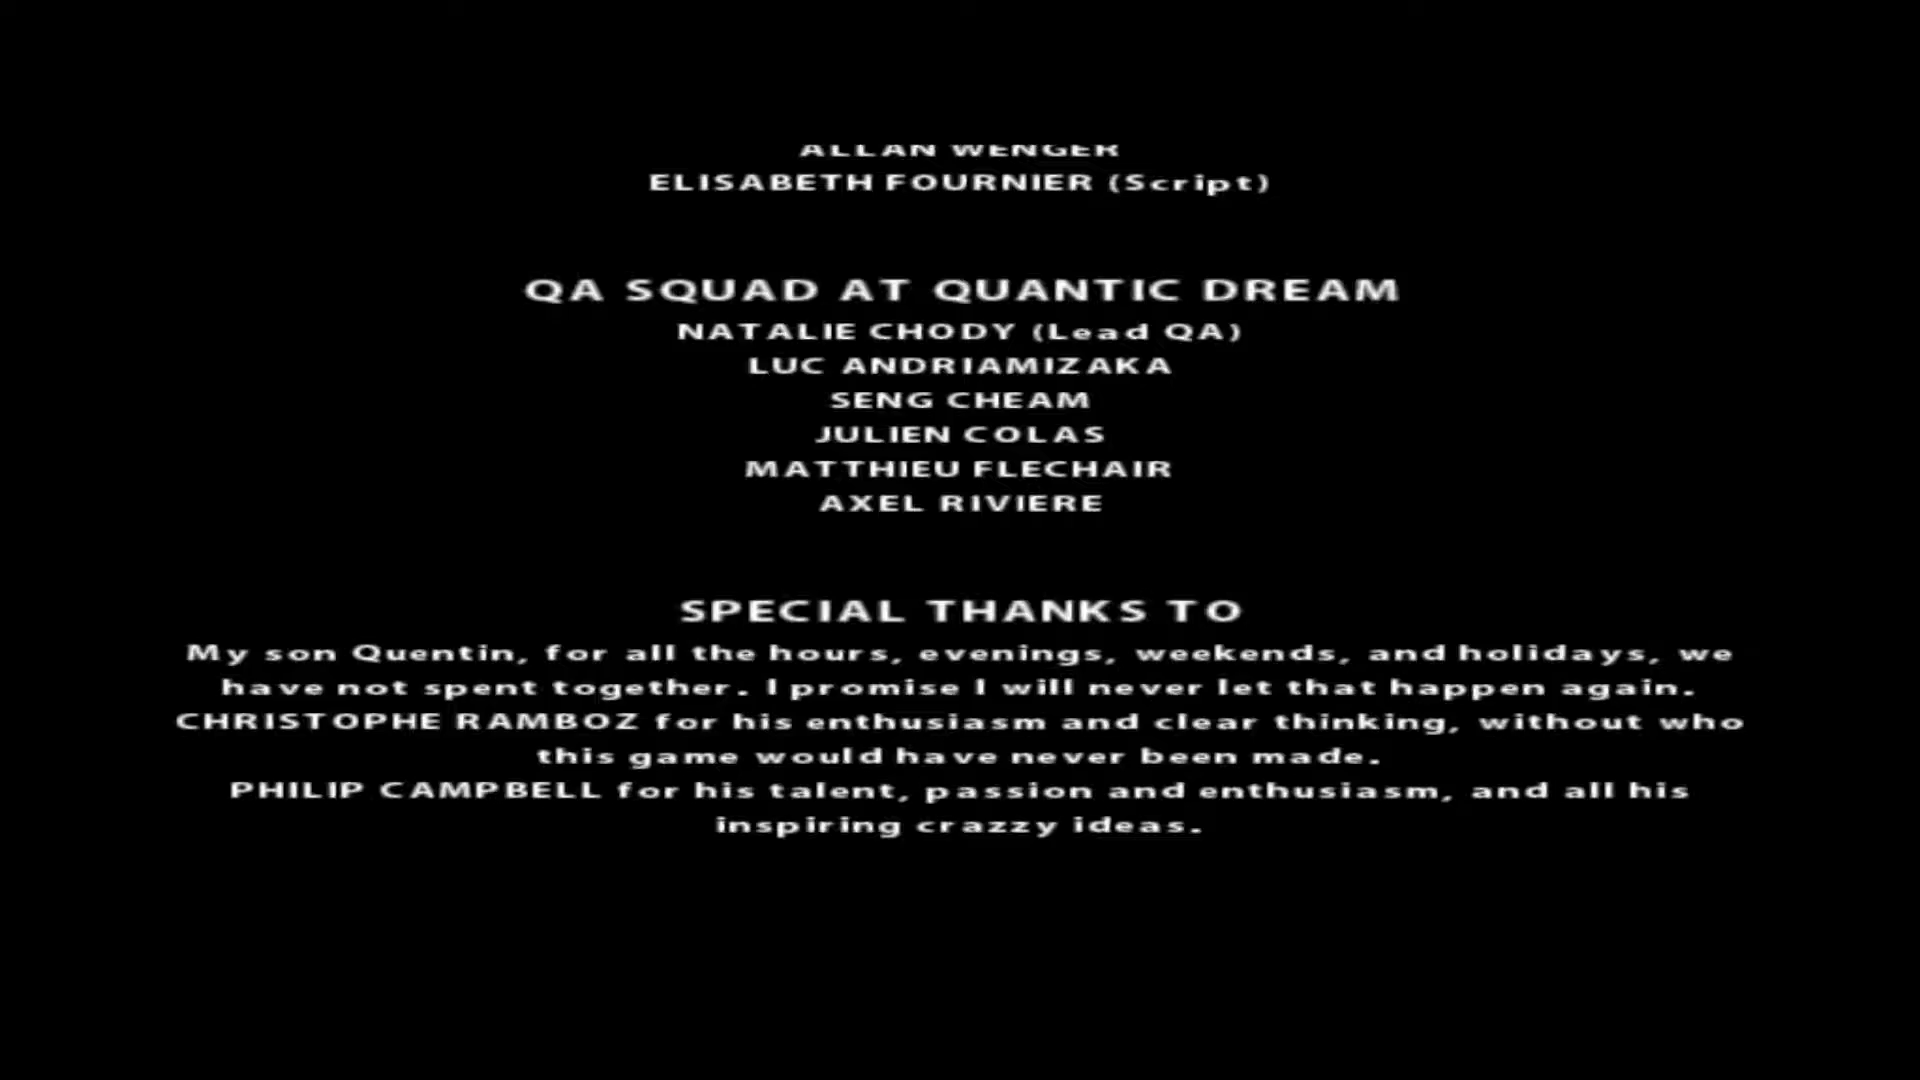 ALLAN WENGER
ELISABETH FOURNIER (Script)
QA SQUAD AT QUANTIC DREAM
NATALIE CHODY (Lead QA)
LUC ANDRIAMIZAKA
SENG CHEAM
JULIEN COLAS
MATTHIEU FLECHAIR
AXEL RIVIERE
SPECIAL THANKS TO
My son Quentin, for all the hours, evenings, weekends, and holidays, we
have not spent together. I promise I will never let that happen again.
CHRISTOPHE RAMBOZ for his enthusiasm and clear thinking, without who
this game would have never been made.
PHILIP CAMPBELL for his talent, passion and enthusiasm, and all his
inspiring crazzy ideas.